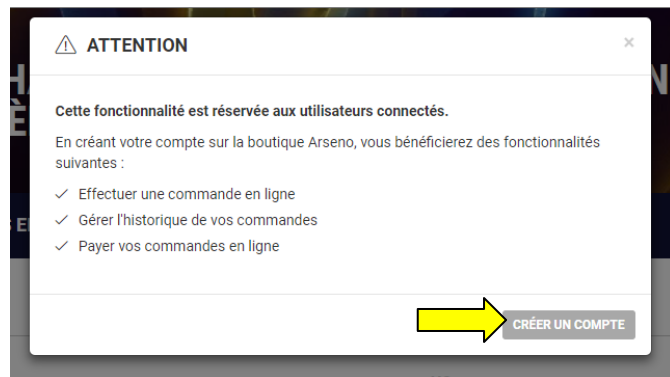 ATTENTION
Cette fonctionnalité est réservée aux utilisateurs connectés.
En créant votre compte sur la boutique Arseno, vous bénéficierez des fonctionnalités
suivantes :
Effectuer une commande en ligne
Gérer l'historique de vos commandes
Payer vos commandes en ligne
CRÉER UN COMPTE